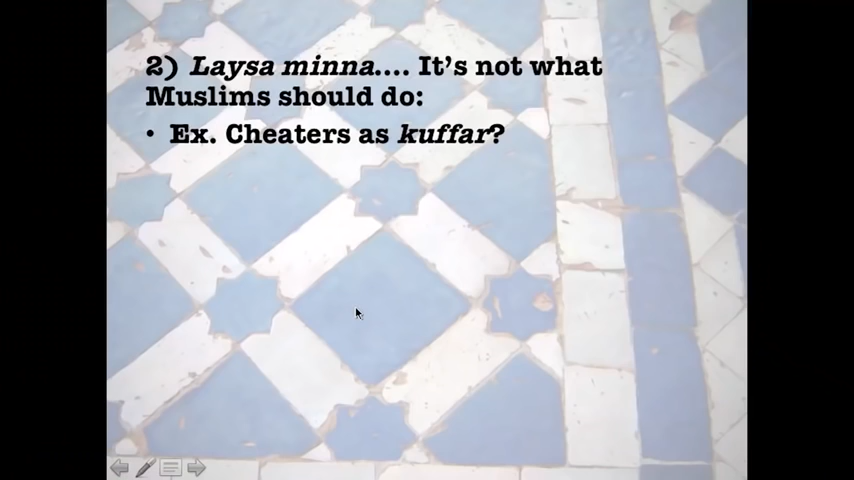 2) Laysa minna.... It's not what
Muslims should do:
• Ex. Cheaters as kuffar?